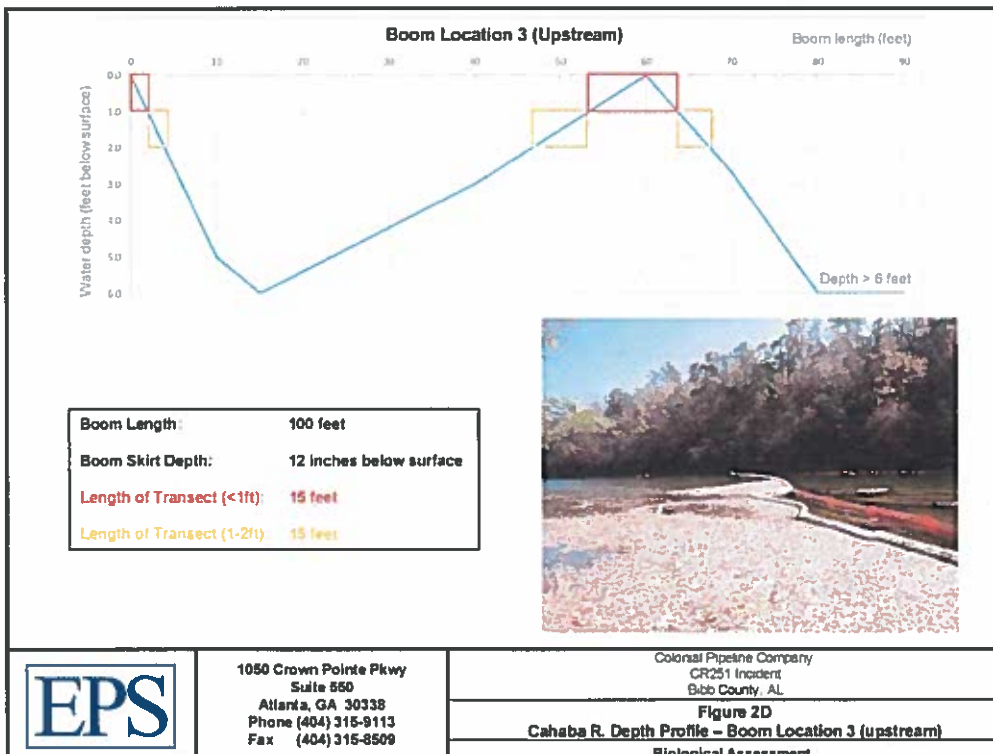 Boom Location 3 (Upstream)
Boom length (feet)
0 10 20 30 40 50 60 70 80 90
Water depth (feet below surface)
0.0
1.0
2.0
3.0
4.0
5.0
6.0
Depth > 6 feet
Boom Length: 100 feet
Boom Skirt Depth: 12 inches below surface
Length of Transect (<1ft): 15 feet
Length of Transect (1-2ft): 15 feet
EPS
1050 Crown Pointe Pkwy
Suite 550
Atlanta, GA 30338
Phone (404) 315-9113
Fax (404) 315-8509
Colonial Pipeline Company
CR251 Incident
Bibb County, AL
Figure 2D
Cahaba R. Depth Profile – Boom Location 3 (upstream)
Biological Assessment